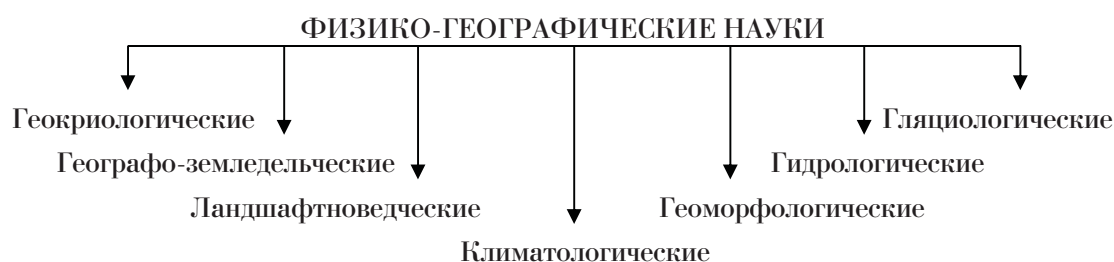 ФИЗИКО-ГЕОГРАФИЧЕСКИЕ НАУКИ
Геокриологические Гляциологические
Географо-земледельческие Гидрологические
Ландшафтноведческие Геоморфологические
Климатологические